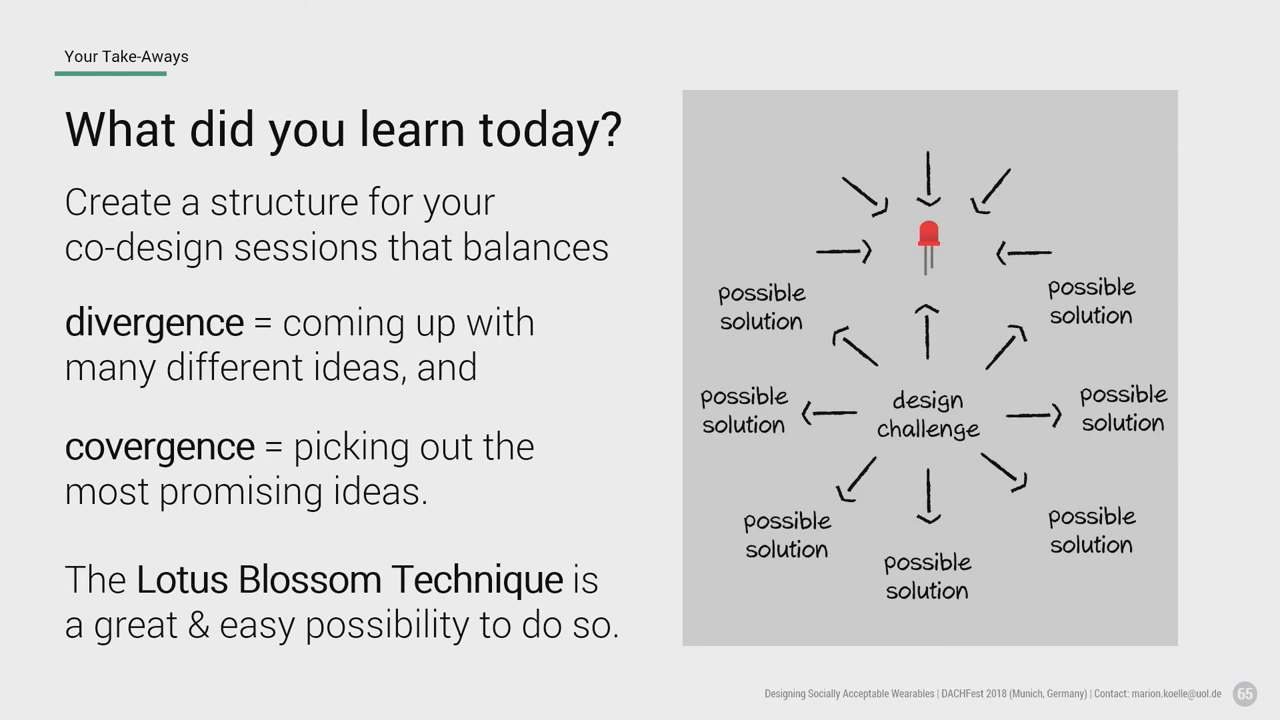 Your Take-Aways
What did you learn today?
Create a structure for your
co-design sessions that balances
divergence = coming up with
many different ideas, and
covergence = picking out the
most promising ideas.
The Lotus Blossom Technique is
a great & easy possibility to do so.
possible
solution
possible
solution
possible
solution
design
challenge
possible
solution
possible
solution
possible
solution
possible
solution
Designing Socially Acceptable Wearables | DACHFest 2018 (Munich, Germany) | Contact: marion.koelle@uol.de
65